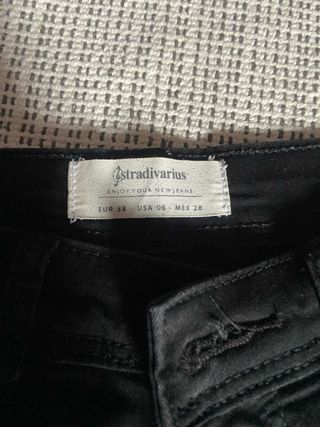 stradivarius
ENJOY YOUR NEW JEANS
EUR 38 - USA 06 - MEX 28